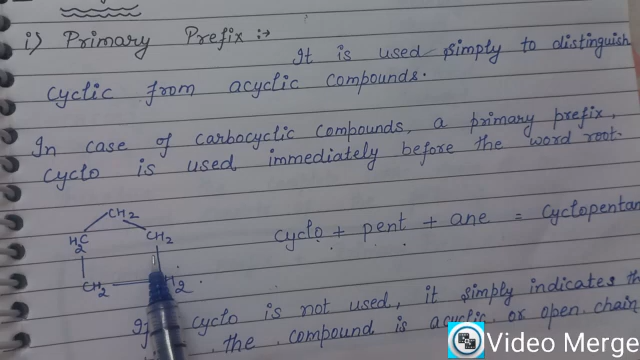 i) Primary Prefix :→
It is used simply to distinguish
cyclic from acyclic compounds.
In case of carbocyclic compounds, a primary prefix,
cyclo is used immediately before the word root.
CH2
H2C
CH2
CH2
H2
cyclo + pent + ane = cyclopentan
If cyclo is not used, it simply indicates th
the compound is acyclic or open chain
Video Merge